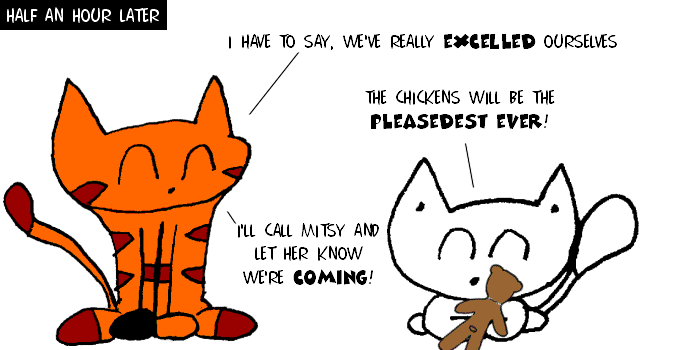 HALF AN HOUR LATER
I HAVE TO SAY, WE'VE REALLY EXCELLED OURSELVES
THE CHICKENS WILL BE THE
PLEASEDEST EVER!
I'LL CALL MITSY AND
LET HER KNOW
WE'RE COMING!